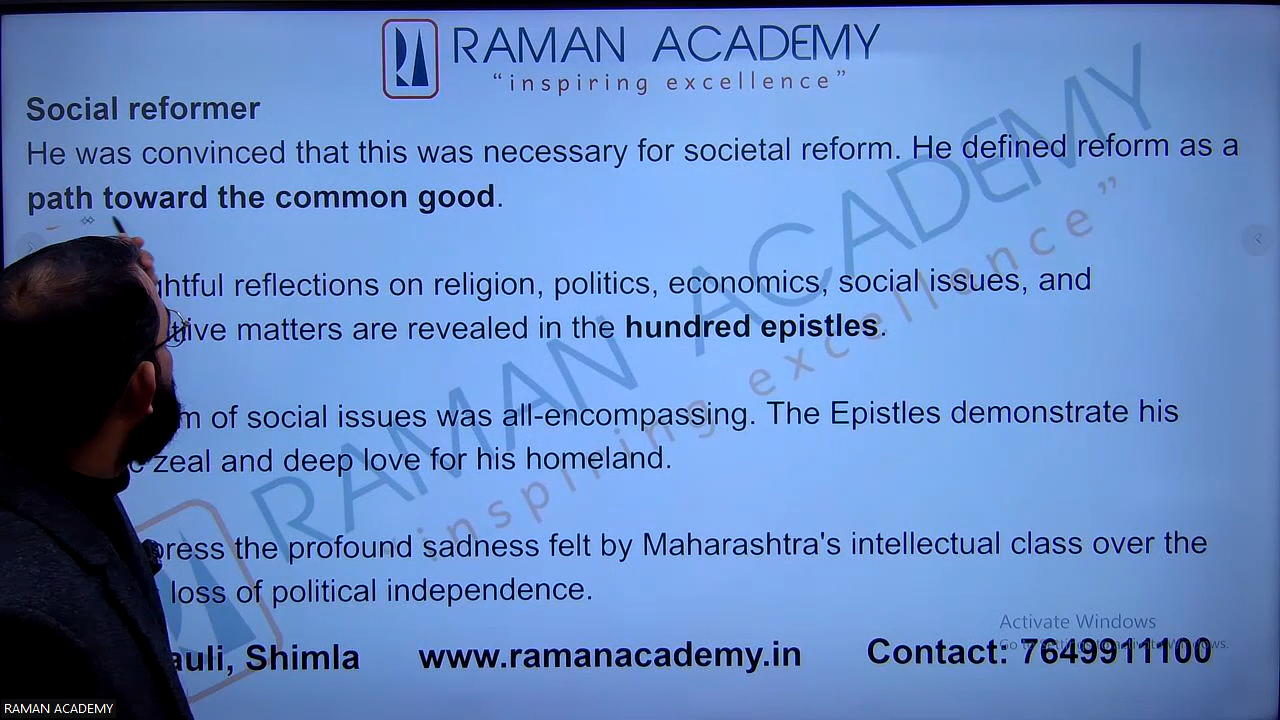 RAMAN ACADEMY
“inspiring excellence”
Social reformer
He was convinced that this was necessary for societal reform. He defined reform as a
path toward the common good.
reflections on religion, politics, economics, social issues, and
matters are revealed in the hundred epistles.
of social issues was all-encompassing. The Epistles demonstrate his
zeal and deep love for his homeland.
the profound sadness felt by Maharashtra's intellectual class over the
loss of political independence.
RAMAN ACADEMY
“inspiring excellence”
Activate Windows
Shimla www.ramanacademy.in Contact: 7649911100
RAMAN ACADEMY